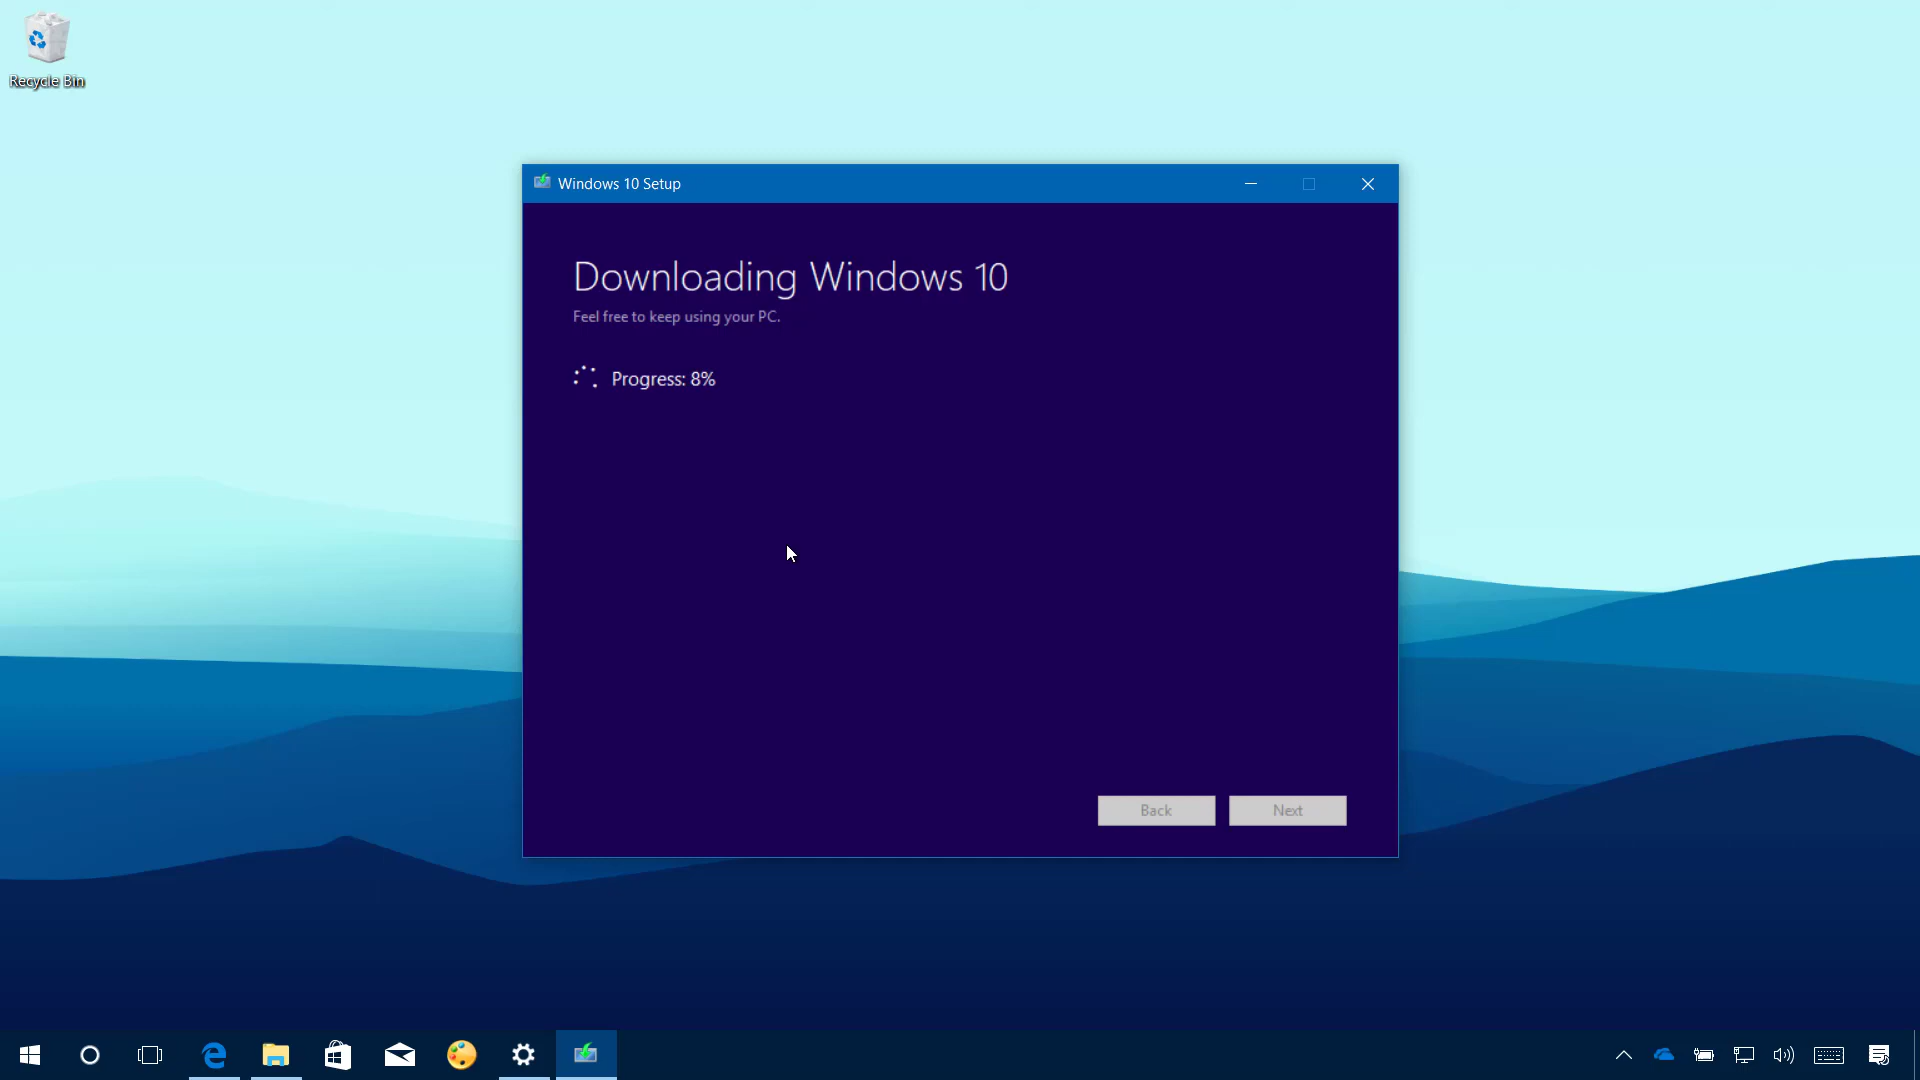 Recycle Bin
Windows 10 Setup
Downloading Windows 10
Feel free to keep using your PC.
Progress: 8%
Back
Next